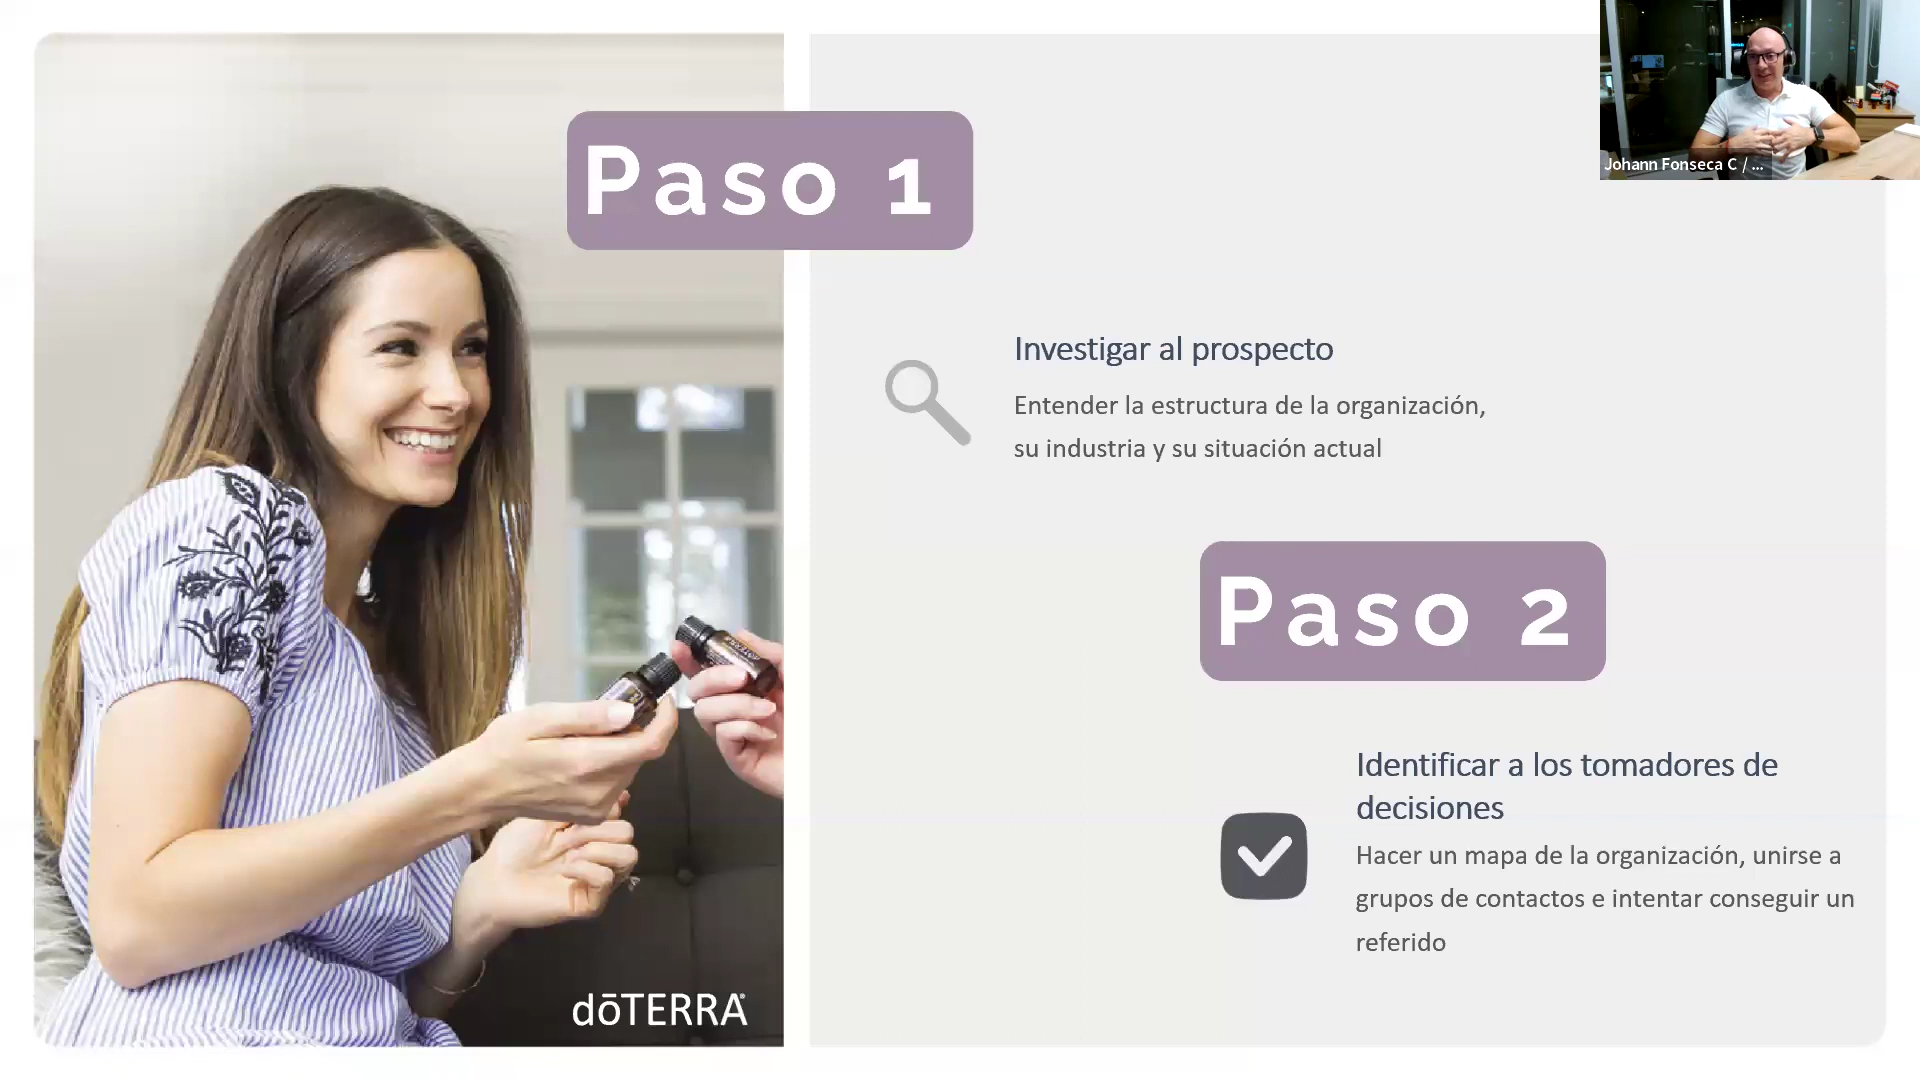 Paso 1
Johann Fonseca C / ...
Investigar al prospecto
Entender la estructura de la organización,
su industria y su situación actual
Paso 2
Identificar a los tomadores de
decisiones
Hacer un mapa de la organización, unirse a
grupos de contactos e intentar conseguir un
referido
dōTERRA®